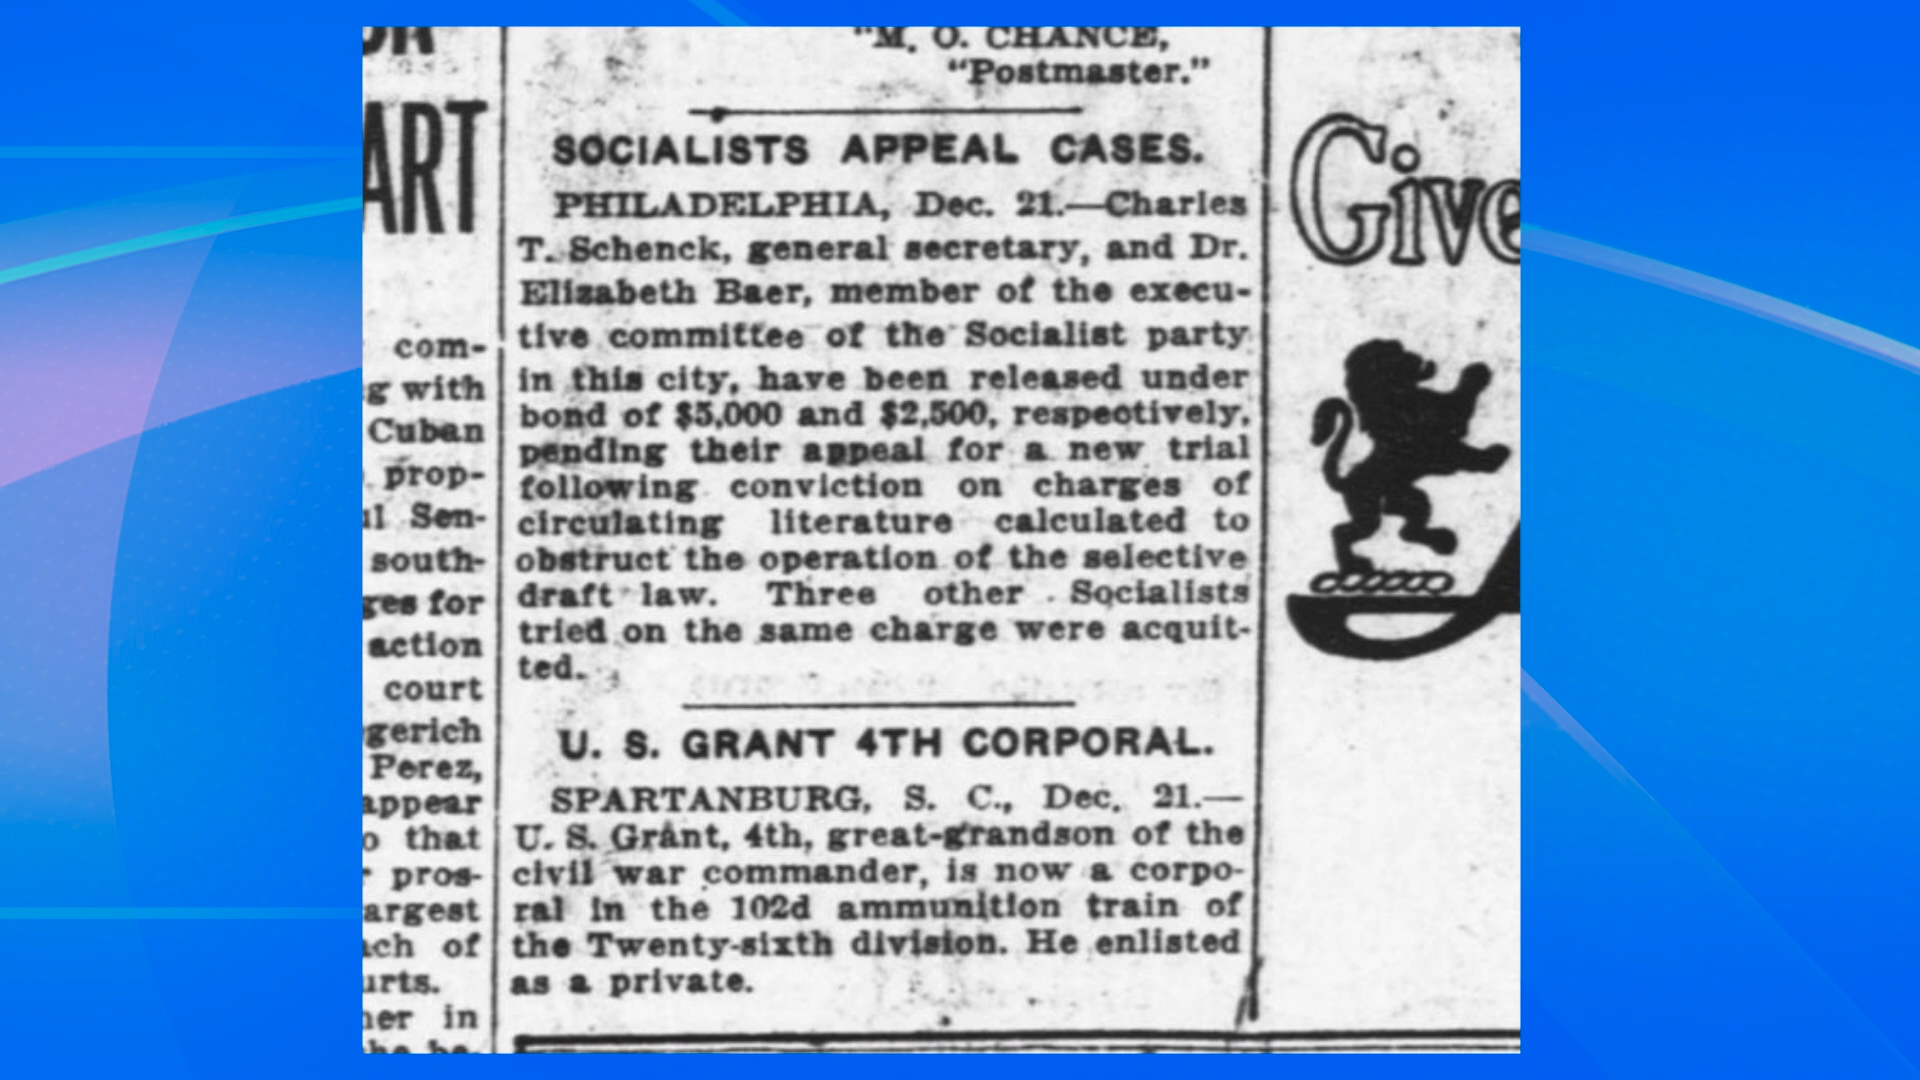 ART
com-
with
Cuban
prop-
Sen-
south-
for
action
court
Perez,
appear
that
pros-
of
in
"M. O. CHANCE,
"Postmaster."
SOCIALISTS APPEAL CASES.
PHILADELPHIA, Dec. 21.—Charles
T. Schenck, general secretary, and Dr.
Elizabeth Baer, member of the execu-
tive committee of the Socialist party
in this city, have been released under
bond of $5,000 and $2,500, respectively,
pending their appeal for a new trial
following conviction on charges of
circulating literature calculated to
obstruct the operation of the selective
draft law. Three other Socialists
tried on the same charge were acquit-
ted.
U. S. GRANT 4TH CORPORAL.
SPARTANBURG, S. C., Dec. 21.—
U. S. Grant, 4th, great-grandson of the
civil war commander, is now a corpo-
ral in the 102d ammunition train of
the Twenty-sixth division. He enlisted
as a private.
Give